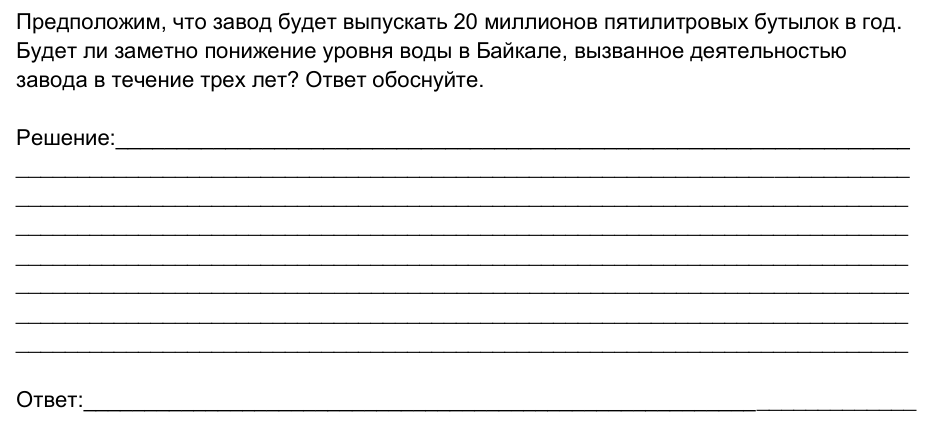 Предположим, что завод будет выпускать 20 миллионов пятилитровых бутылок в год.
Будет ли заметно понижение уровня воды в Байкале, вызванное деятельностью
завода в течение трех лет? Ответ обоснуйте.
Решение:
Ответ: